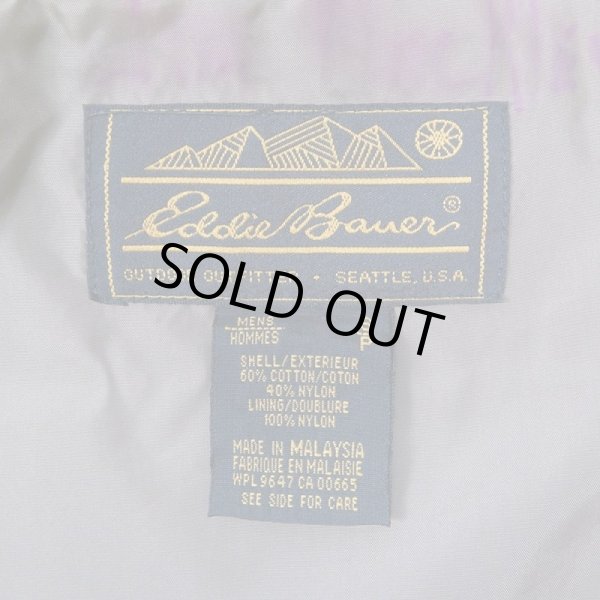 Eddie Bauer®
OUTDOOR OUTFITTER • SEATTLE, U.S.A.
SOLD OUT
MENS
HOMMES
P
SHELL/EXTERIEUR
60% COTTON/COTON
40% NYLON
LINING/DOUBLURE
100% NYLON
MADE IN MALAYSIA
FABRIQUE EN MALAISIE
WPL 9647 CA 00665
SEE SIDE FOR CARE